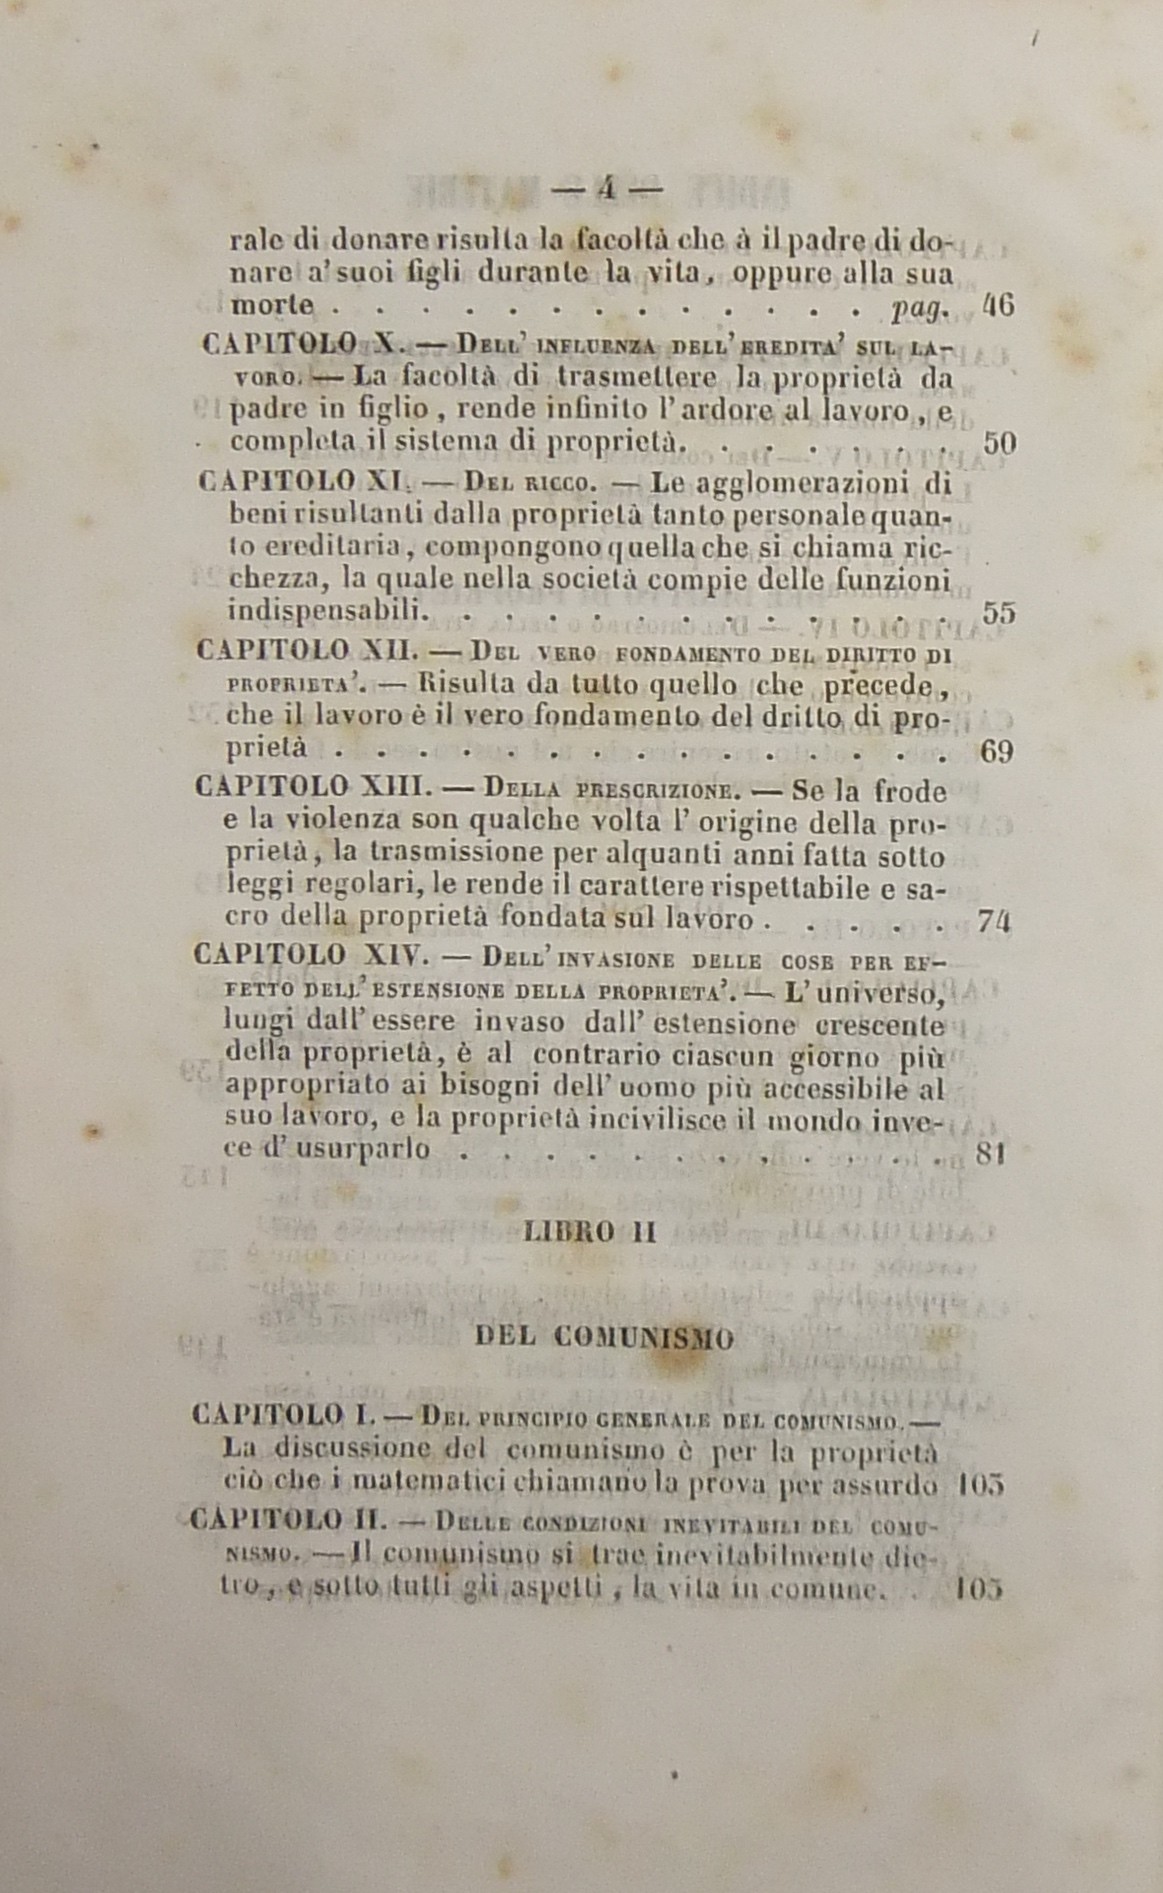 — 4 —
rale di donare risulta la facoltà che à il padre di do-
nare a' suoi figli durante la vita, oppure alla sua
morte . . . . . . . . . . . . . pag. 46
CAPITOLO X. — DELL' INFLUENZA DELL' EREDITA' SUL LA-
VORO. — La facoltà di trasmettere la proprietà da
padre in figlio, rende infinito l'ardore al lavoro, e
completa il sistema di proprietà. . . . . . . 50
CAPITOLO XI. — DEL RICCO. — Le agglomerazioni di
beni risultanti dalla proprietà tanto personale quan-
to ereditaria, compongono quella che si chiama ric-
chezza, la quale nella società compie delle funzioni
indispensabili. . . . . . . . . . . . . 55
CAPITOLO XII. — DEL VERO FONDAMENTO DEL DIRITTO DI
PROPRIETA'. — Risulta da tutto quello che precede,
che il lavoro è il vero fondamento del dritto di pro-
prietà . . . . . . . . . . . . . . . 69
CAPITOLO XIII. — DELLA PRESCRIZIONE. — Se la frode
e la violenza son qualche volta l' origine della pro-
prietà, la trasmissione per alquanti anni fatta sotto
leggi regolari, le rende il carattere rispettabile e sa-
cro della proprietà fondata sul lavoro . . . . . 74
CAPITOLO XIV. — DELL' INVASIONE DELLE COSE PER EF-
FETTO DELL' ESTENSIONE DELLA PROPRIETA'. — L' universo,
lungi dall' essere invaso dall' estensione crescente
della proprietà, è al contrario ciascun giorno più
appropriato ai bisogni dell' uomo più accessibile al
suo lavoro, e la proprietà incivilisce il mondo inve-
ce d' usurparlo . . . . . . . . . . . . 81
LIBRO II
DEL COMUNISMO
CAPITOLO I. — DEL PRINCIPIO GENERALE DEL COMUNISMO. —
La discussione del comunismo è per la proprietà
ciò che i matematici chiamano la prova per assurdo 103
CAPITOLO II. — DELLE CONDIZIONI INEVITABILI DEL COMU-
NISMO. — Il comunismo si trae inevitabilmente die-
tro, e sotto tutti gli aspetti, la vita in comune. . 105